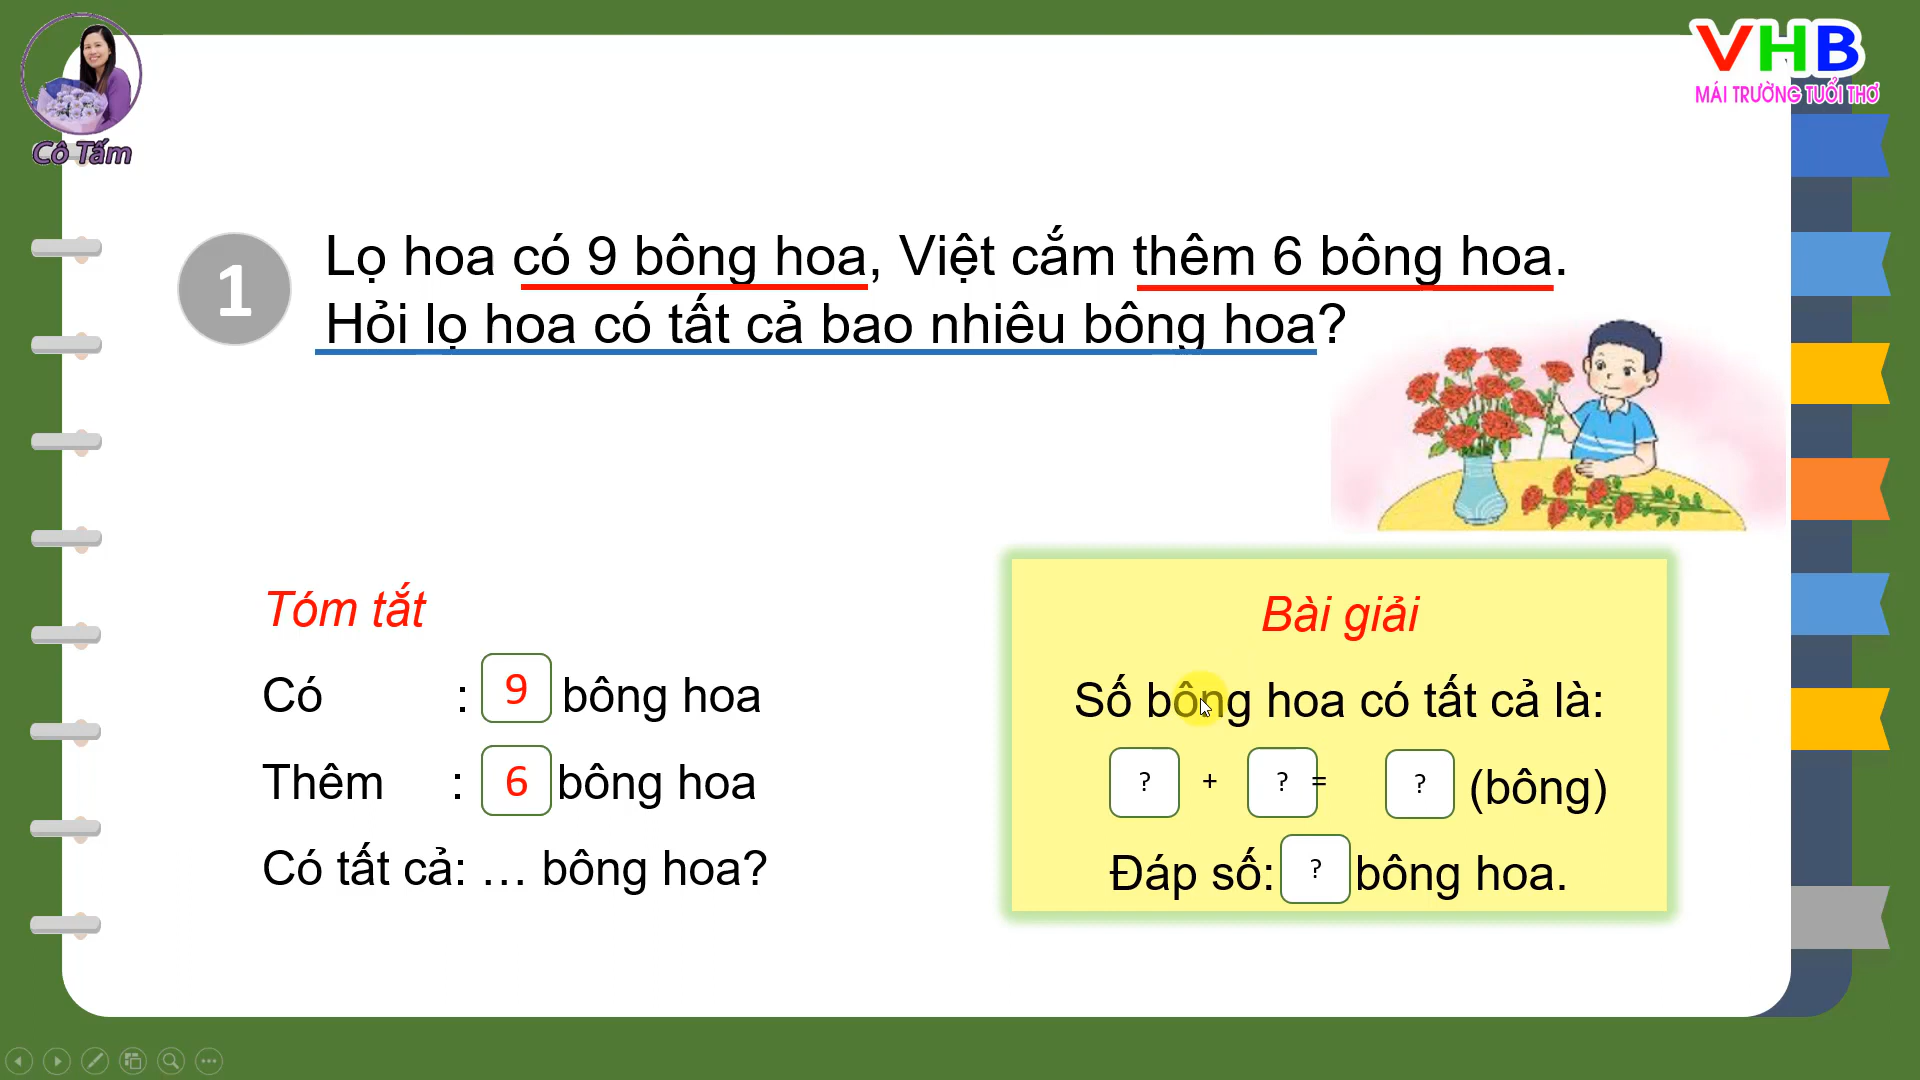 Cô Tấm
VHB
MÁI TRƯỜNG TUỔI THƠ
1
Lọ hoa có 9 bông hoa, Việt cắm thêm 6 bông hoa.
Hỏi lọ hoa có tất cả bao nhiêu bông hoa?
Tóm tắt
Có : 9 bông hoa
Thêm : 6 bông hoa
Có tất cả: … bông hoa?
Bài giải
Số bông hoa có tất cả là:
? + ? = ? (bông)
Đáp số: ? bông hoa.